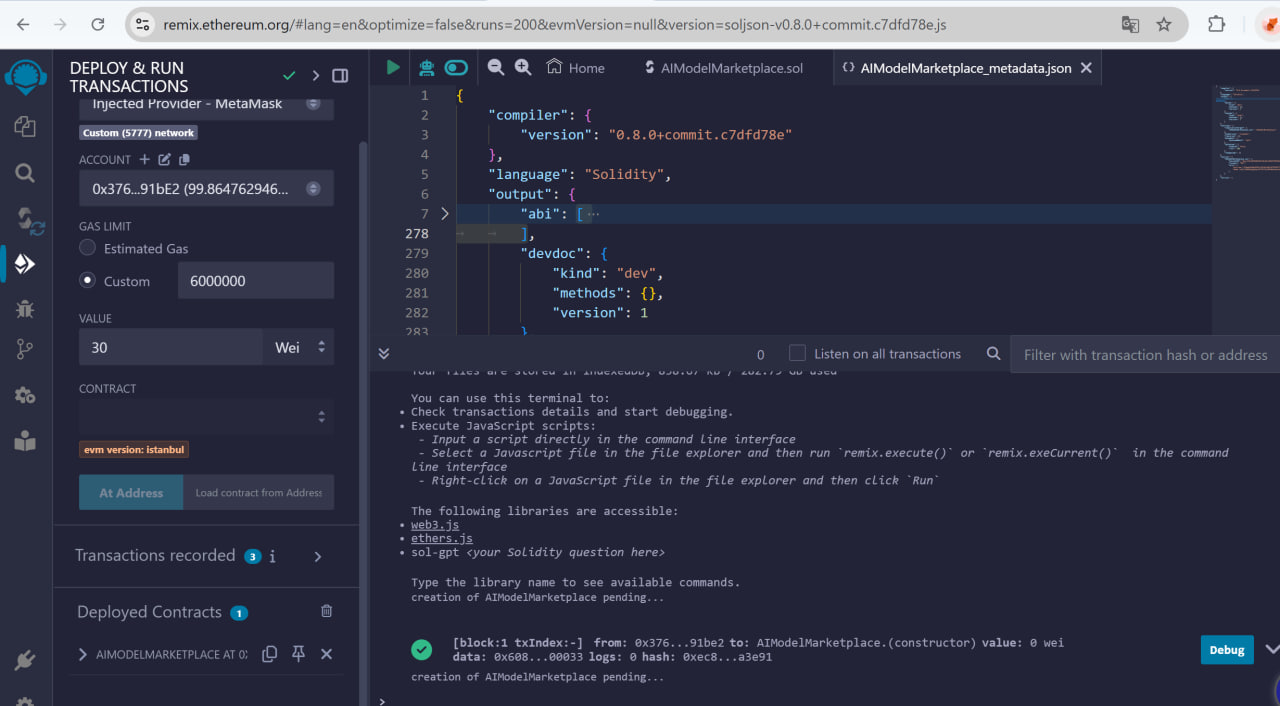 remix.ethereum.org/#lang=en&optimize=false&runs=200&evmVersion=null&version=soljson-v0.8.0+commit.c7dfd78e.js
DEPLOY & RUN
TRANSACTIONS
Injected Provider - MetaMask
Custom (5777) network
ACCOUNT
0x376...91bE2 (99.864762946...
GAS LIMIT
Estimated Gas
Custom
6000000
VALUE
30
Wei
CONTRACT
evm version: istanbul
At Address
Load contract from Address
Transactions recorded 3 i
Deployed Contracts 1
AIMODELMARKETPLACE AT 0
Home
AIModelMarketplace.sol
{} AIModelMarketplace_metadata.json
1 {
2 "compiler": {
3 "version": "0.8.0+commit.c7dfd78e"
4 },
5 "language": "Solidity",
6 "output": {
7 "abi": [ ···
278 ],
279 "devdoc": {
280 "kind": "dev",
281 "methods": {},
282 "version": 1
283 }
0
Listen on all transactions
Filter with transaction hash or address
Your files are stored in IndexedDB, 858.67 KB / 282.79 GB used
You can use this terminal to:
• Check transactions details and start debugging.
• Execute JavaScript scripts:
- Input a script directly in the command line interface
- Select a Javascript file in the file explorer and then run `remix.execute()` or `remix.exeCurrent()` in the command
line interface
- Right-click on a JavaScript file in the file explorer and then click `Run`
The following libraries are accessible:
• web3.js
• ethers.js
• sol-gpt <your Solidity question here>
Type the library name to see available commands.
creation of AIModelMarketplace pending...
[block:1 txIndex:-] from: 0x376...91be2 to: AIModelMarketplace.(constructor) value: 0 wei
data: 0x608...00033 logs: 0 hash: 0xec8...a3e91
Debug
creation of AIModelMarketplace pending...
>